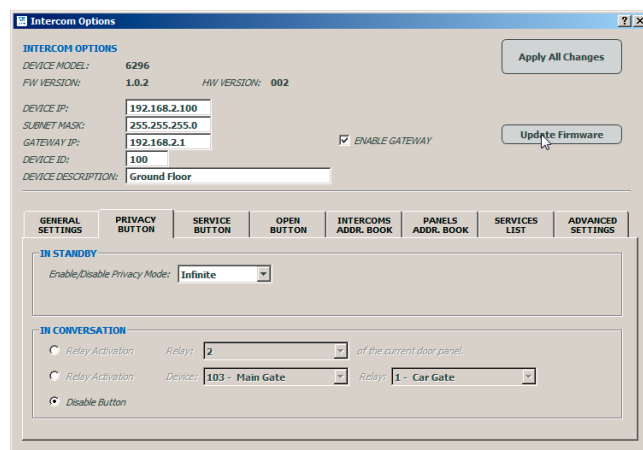 Intercom Options
INTERCOM OPTIONS
DEVICE MODEL: 6296
FW VERSION: 1.0.2 HW VERSION: 002
Apply All Changes
DEVICE IP: 192.168.2.100
SUBNET MASK: 255.255.255.0
GATEWAY IP: 192.168.2.1 ENABLE GATEWAY
Update Firmware
DEVICE ID: 100
DEVICE DESCRIPTION: Ground Floor
GENERAL SETTINGS PRIVACY BUTTON SERVICE BUTTON OPEN BUTTON INTERCOMS ADDR. BOOK PANELS ADDR. BOOK SERVICES LIST ADVANCED SETTINGS
IN STANDBY
Enable/Disable Privacy Mode: Infinite
IN CONVERSATION
Relay Activation Relay: 2 of the current door panel.
Relay Activation Device: 103 - Main Gate Relay: 1 - Car Gate
Disable Button